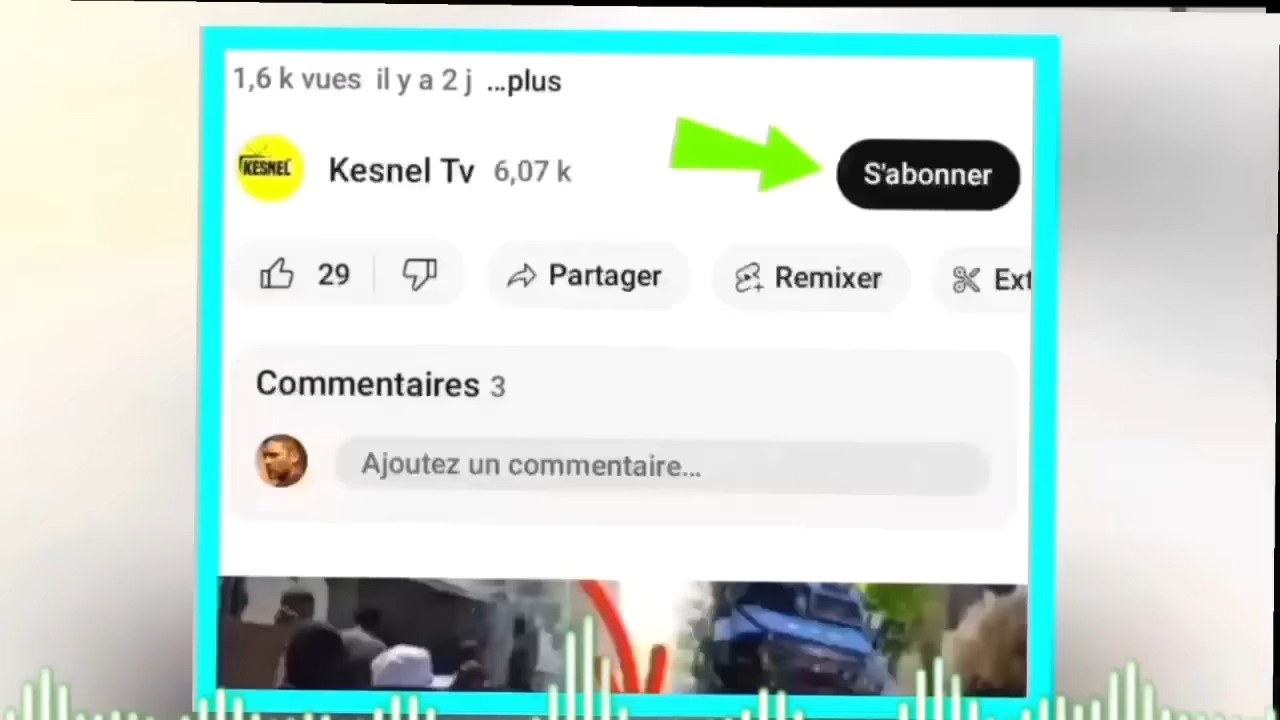 1,6 k vues il y a 2 j ...plus
KESNEL
Kesnel Tv 6,07 k
S'abonner
29
Partager
Remixer
Ext
Commentaires 3
Ajoutez un commentaire...